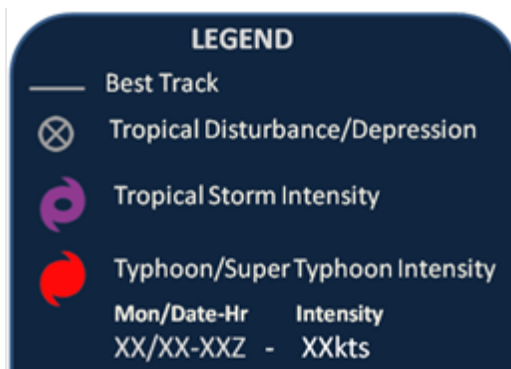 LEGEND
Best Track
Tropical Disturbance/Depression
Tropical Storm Intensity
Typhoon/Super Typhoon Intensity
Mon/Date-Hr Intensity
XX/XX-XXZ - XXkts